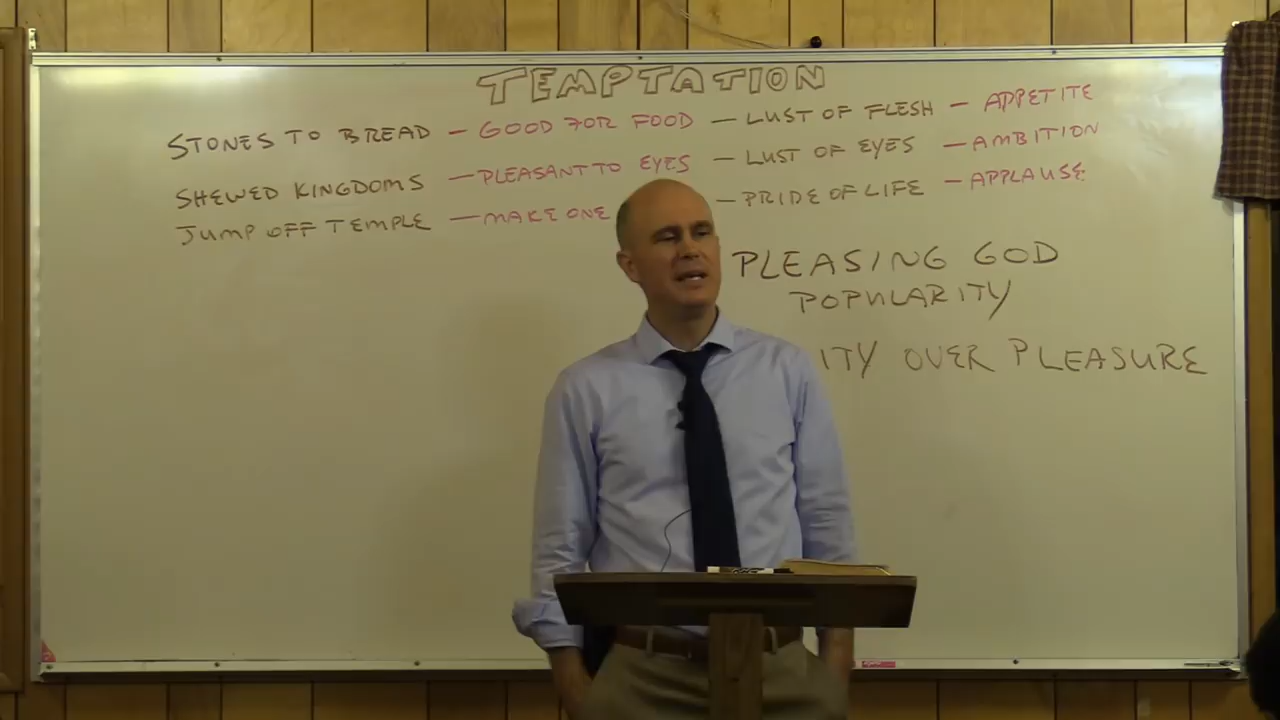 TEMPTATION
STONES TO BREAD - GOOD FOR FOOD - LUST OF FLESH - APPETITE
SHEWED KINGDOMS - PLEASANT TO EYES - LUST OF EYES - AMBITION
JUMP OFF TEMPLE - MAKE ONE - PRIDE OF LIFE - APPLAUSE
PLEASING GOD
POPULARITY
ITY OVER PLEASURE